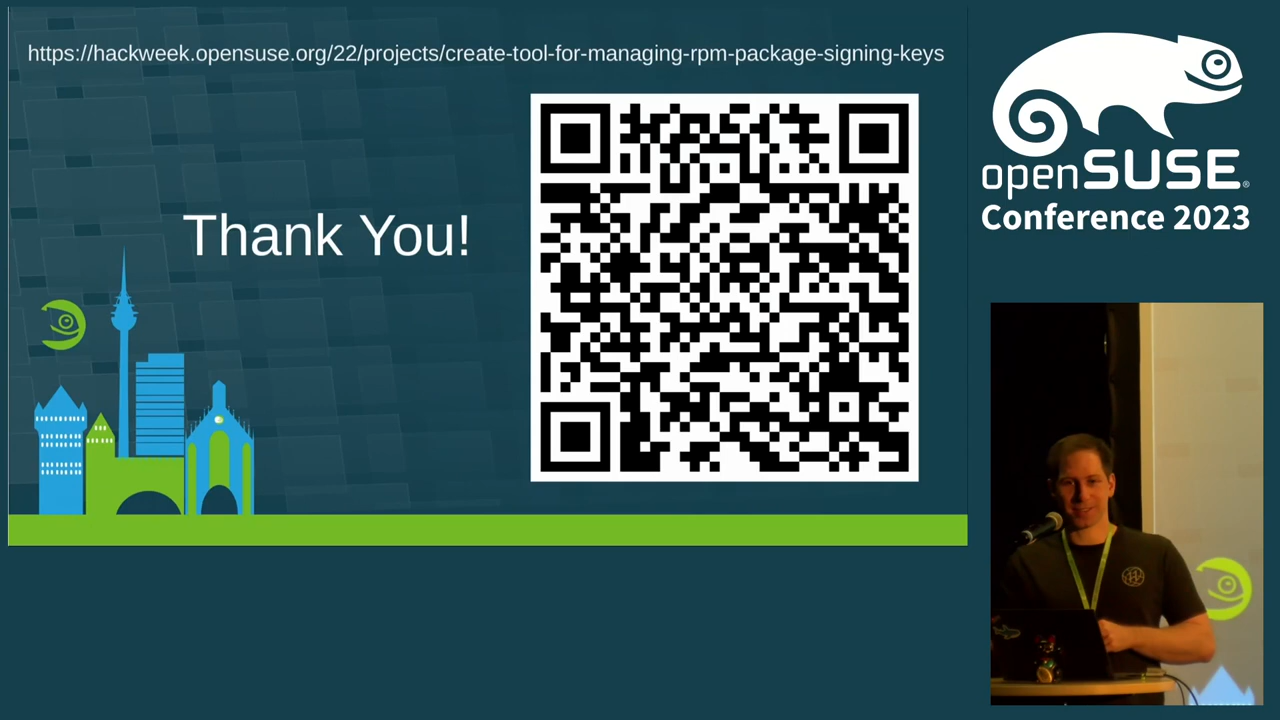 https://hackweek.opensuse.org/22/projects/create-tool-for-managing-rpm-package-signing-keys
Thank You!
openSUSE®
Conference 2023